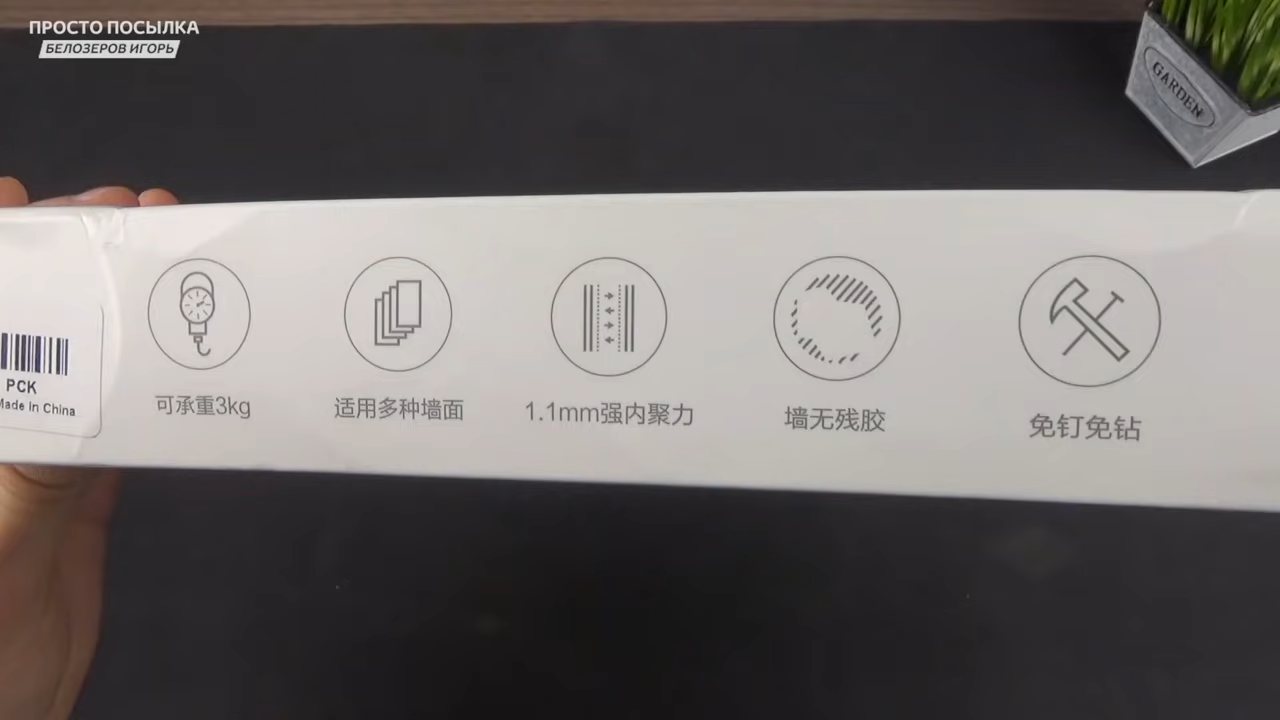 ПРОСТО ПОСЫЛКА
БЕЛОЗЕРОВ ИГОРЬ
GARDEN
PCK
Made in China
可承重3kg
适用多种墙面
1.1mm强内聚力
墙无残胶
免钉免钻